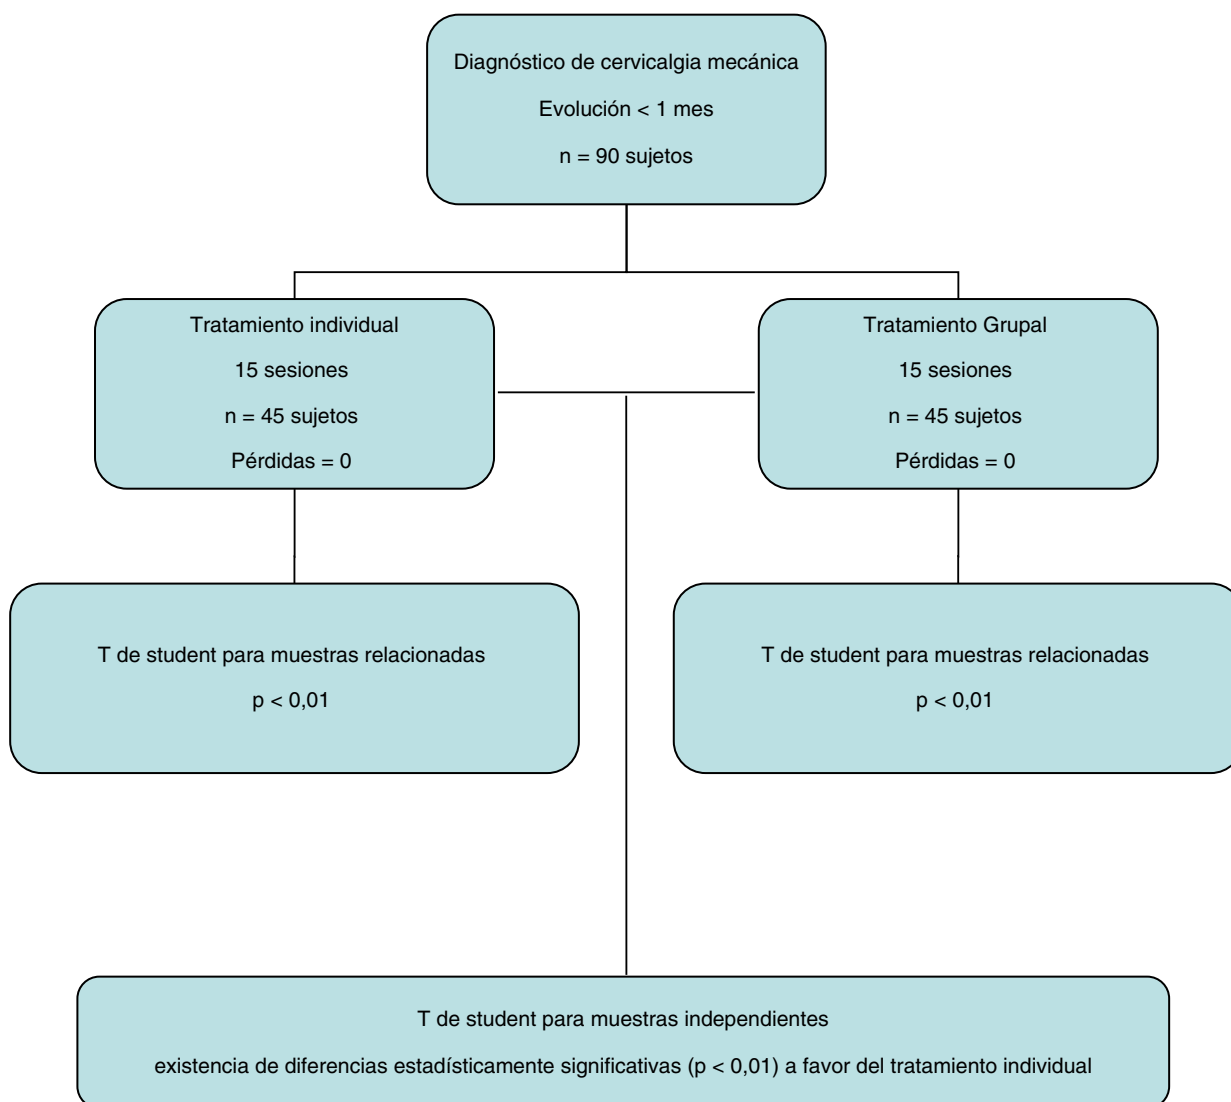 Diagnóstico de cervicalgia mecánica
Evolución < 1 mes
n = 90 sujetos
Tratamiento individual
15 sesiones
n = 45 sujetos
Pérdidas = 0
Tratamiento Grupal
15 sesiones
n = 45 sujetos
Pérdidas = 0
T de student para muestras relacionadas
p < 0,01
T de student para muestras relacionadas
p < 0,01
T de student para muestras independientes
existencia de diferencias estadísticamente significativas (p < 0,01) a favor del tratamiento individual